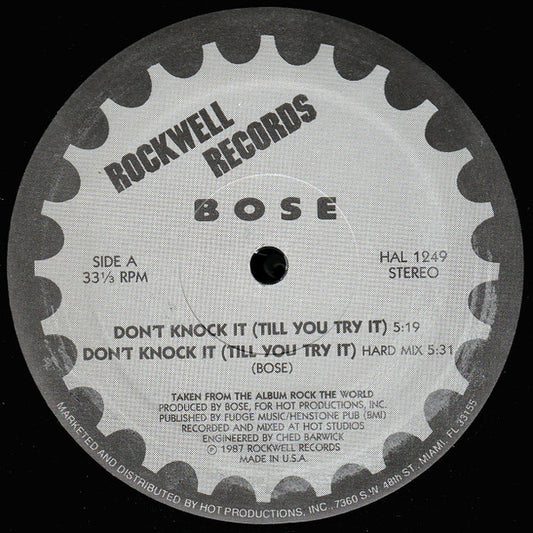 ROCKWELL
RECORDS
BOSE
SIDE A
33⅓ RPM
HAL 1249
STEREO
DON'T KNOCK IT (TILL YOU TRY IT) 5:19
DON'T KNOCK IT (TILL YOU TRY IT) HARD MIX 5:31
(BOSE)
TAKEN FROM THE ALBUM ROCK THE WORLD
PRODUCED BY BOSE, FOR HOT PRODUCTIONS, INC.
PUBLISHED BY FUDGE MUSIC/HENSTONE PUB (BMI)
RECORDED AND MIXED AT HOT STUDIOS
ENGINEERED BY CHED BARWICK
℗ 1987 ROCKWELL RECORDS
MADE IN U.S.A.
MARKETED AND DISTRIBUTED BY HOT PRODUCTIONS, INC., 7360 S.W. 48th ST. MIAMI, FL 33155